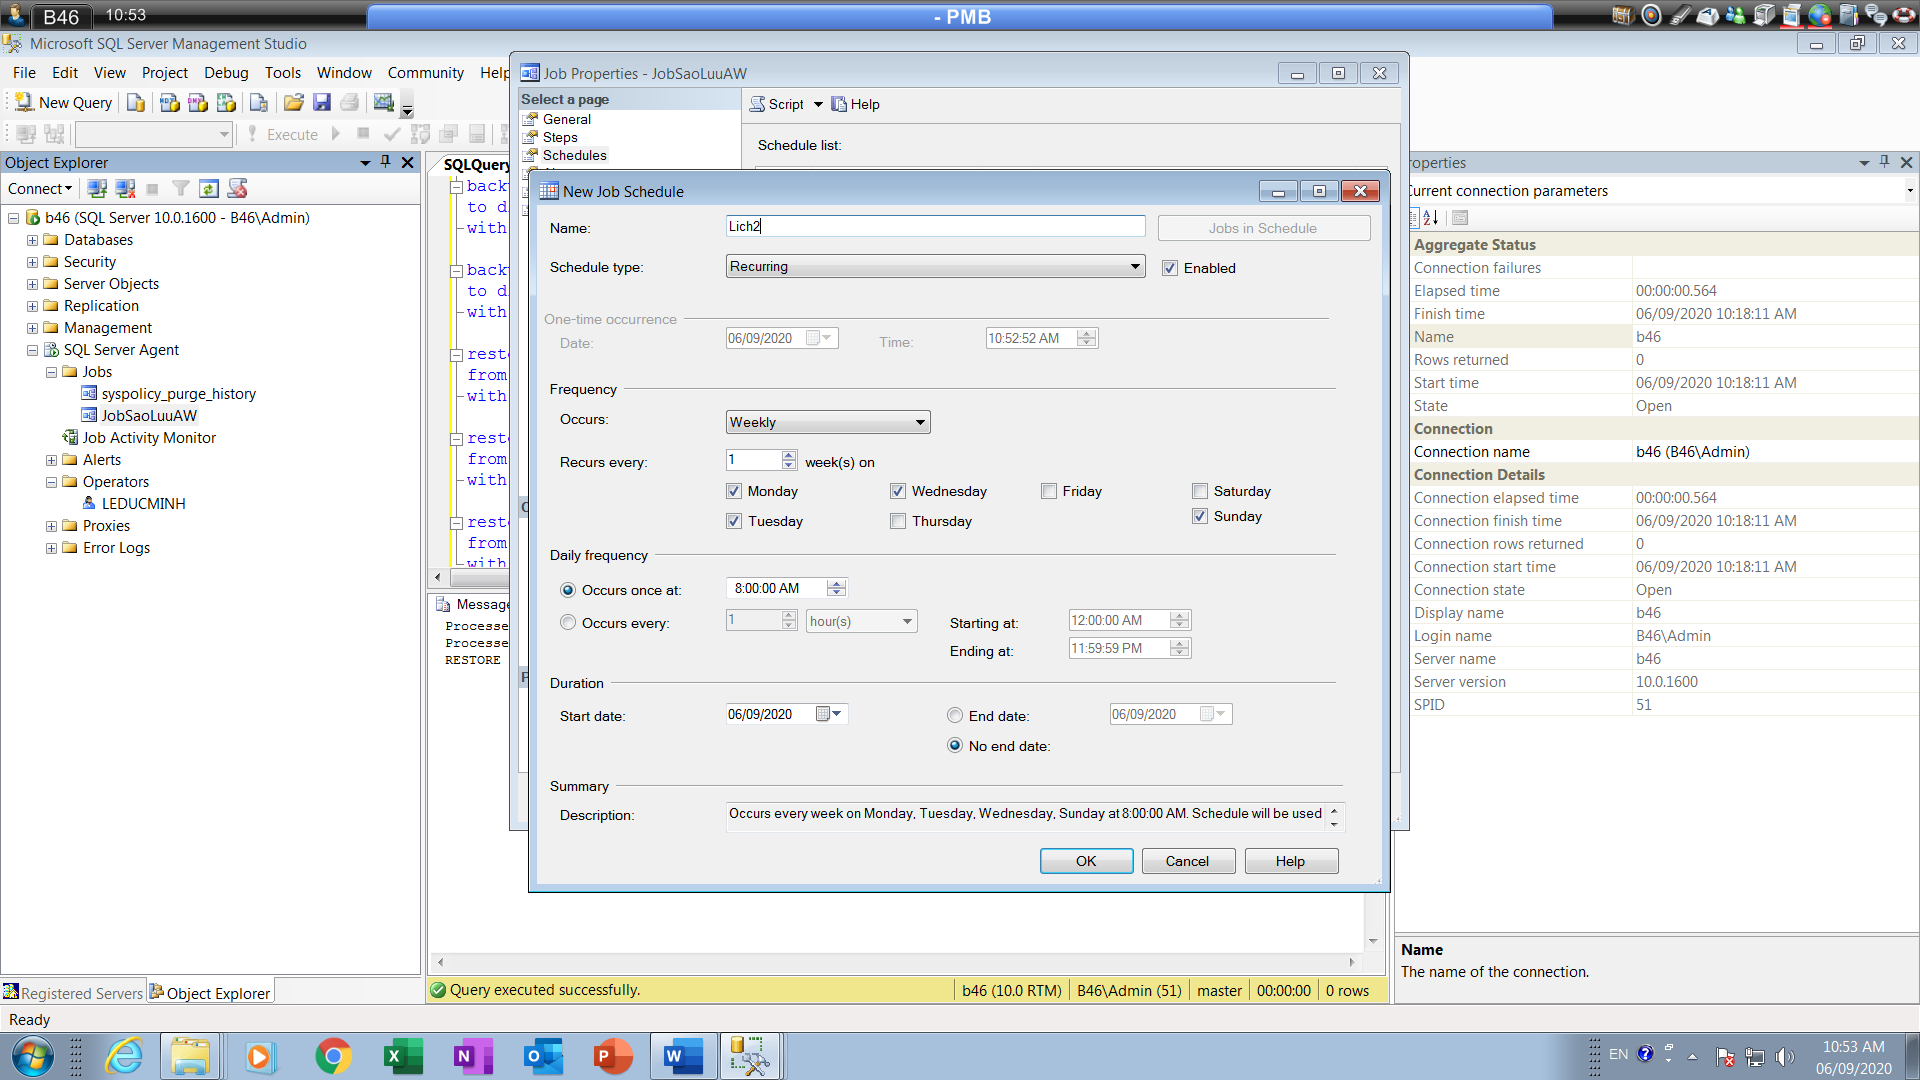 B46
10:53
- PMB
Microsoft SQL Server Management Studio
File Edit View Project Debug Tools Window Community Help
New Query
Execute
Object Explorer
Connect
b46 (SQL Server 10.0.1600 - B46\Admin)
Databases
Security
Server Objects
Replication
Management
SQL Server Agent
Jobs
syspolicy_purge_history
JobSaoLuuAW
Job Activity Monitor
Alerts
Operators
LEDUCMINH
Proxies
Error Logs
Registered Servers
Object Explorer
SQLQuery
to d
with
to d
with
from
with
from
with
from
with
RESTORE
Job Properties - JobSaoLuuAW
Select a page
General
Steps
Schedules
Script
Help
Schedule list:
New Job Schedule
Name:
Lich2
Jobs in Schedule
Schedule type:
Recurring
Enabled
One-time occurrence
Date:
06/09/2020
Time:
10:52:52 AM
Frequency
Occurs:
Weekly
Recurs every:
1
week(s) on
Monday Wednesday Friday Saturday
Tuesday Thursday Sunday
Daily frequency
Occurs once at:
8:00:00 AM
Occurs every:
1
hour(s)
Starting at:
12:00:00 AM
Ending at:
11:59:59 PM
Duration
Start date:
06/09/2020
End date:
06/09/2020
No end date:
Summary
Description:
Occurs every week on Monday, Tuesday, Wednesday, Sunday at 8:00:00 AM. Schedule will be used
OK
Cancel
Help
Query executed successfully.
b46 (10.0 RTM)
B46\Admin (51)
master
00:00:00
0 rows
roperties
urrent connection parameters
Aggregate Status
Connection failures
Elapsed time 00:00:00.564
Finish time 06/09/2020 10:18:11 AM
Name b46
Rows returned 0
Start time 06/09/2020 10:18:11 AM
State Open
Connection
Connection name b46 (B46\Admin)
Connection Details
Connection elapsed time 00:00:00.564
Connection finish time 06/09/2020 10:18:11 AM
Connection rows returned 0
Connection start time 06/09/2020 10:18:11 AM
Connection state Open
Display name b46
Login name B46\Admin
Server name b46
Server version 10.0.1600
SPID 51
Name
The name of the connection.
Ready
EN
10:53 AM
06/09/2020